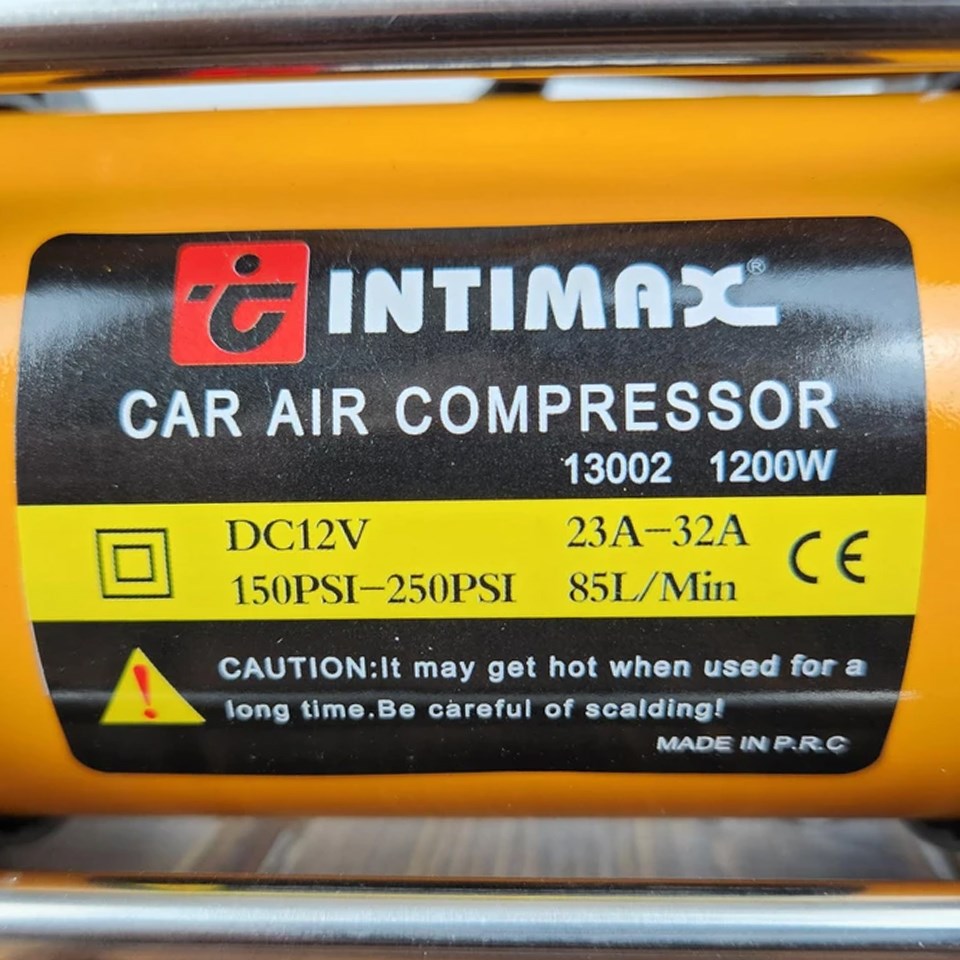 INTIMAX®
CAR AIR COMPRESSOR
13002 1200W
DC12V 23A-32A
150PSI-250PSI 85L/Min
CE
CAUTION:It may get hot when used for a
long time.Be careful of scalding!
MADE IN P.R.C